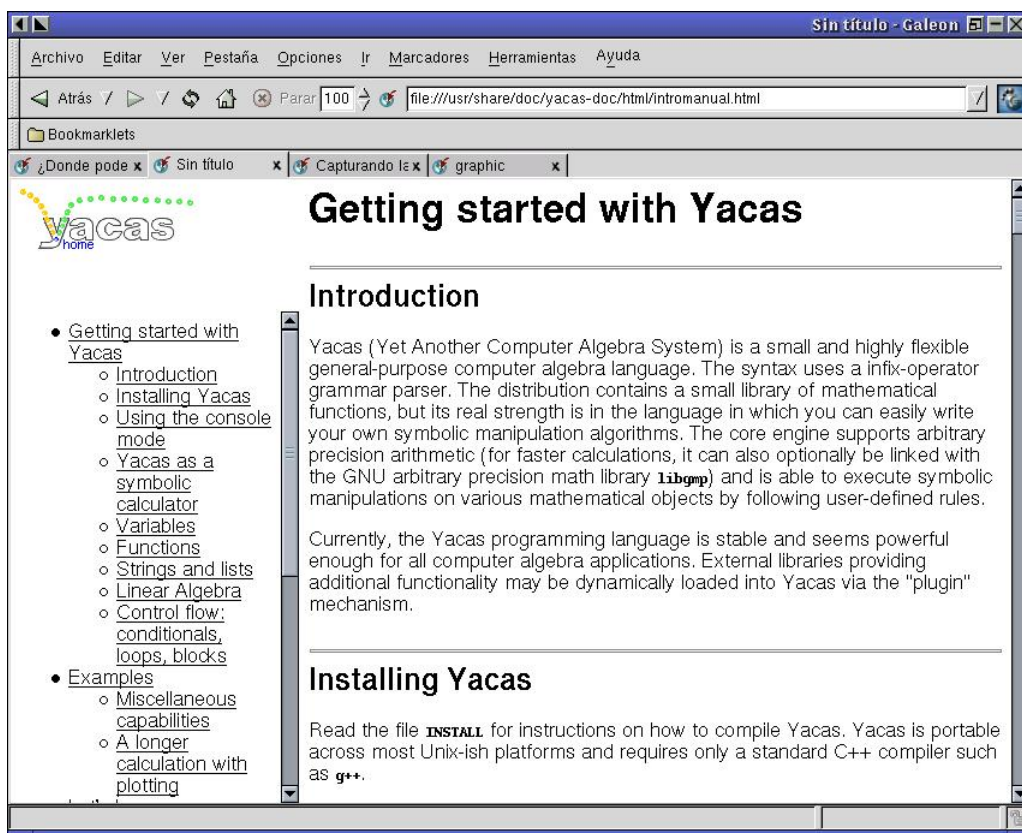 Sin título - Galeon
Archivo Editar Ver Pestaña Opciones Ir Marcadores Herramientas Ayuda
Atrás Parar 100 file:///usr/share/doc/yacas-doc/html/intromanual.html
Bookmarklets
¿Donde pode x Sin título x Capturando la x graphic x
yacas
home
Getting started with
Yacas
Introduction
Installing Yacas
Using the console
mode
Yacas as a
symbolic
calculator
Variables
Functions
Strings and lists
Linear Algebra
Control flow:
conditionals,
loops, blocks
Examples
Miscellaneous
capabilities
A longer
calculation with
plotting
Getting started with Yacas
Introduction
Yacas (Yet Another Computer Algebra System) is a small and highly flexible
general-purpose computer algebra language. The syntax uses a infix-operator
grammar parser. The distribution contains a small library of mathematical
functions, but its real strength is in the language in which you can easily write
your own symbolic manipulation algorithms. The core engine supports arbitrary
precision arithmetic (for faster calculations, it can also optionally be linked with
the GNU arbitrary precision math library libgmp) and is able to execute symbolic
manipulations on various mathematical objects by following user-defined rules.
Currently, the Yacas programming language is stable and seems powerful
enough for all computer algebra applications. External libraries providing
additional functionality may be dynamically loaded into Yacas via the "plugin"
mechanism.
Installing Yacas
Read the file INSTALL for instructions on how to compile Yacas. Yacas is portable
across most Unix-ish platforms and requires only a standard C++ compiler such
as g++.